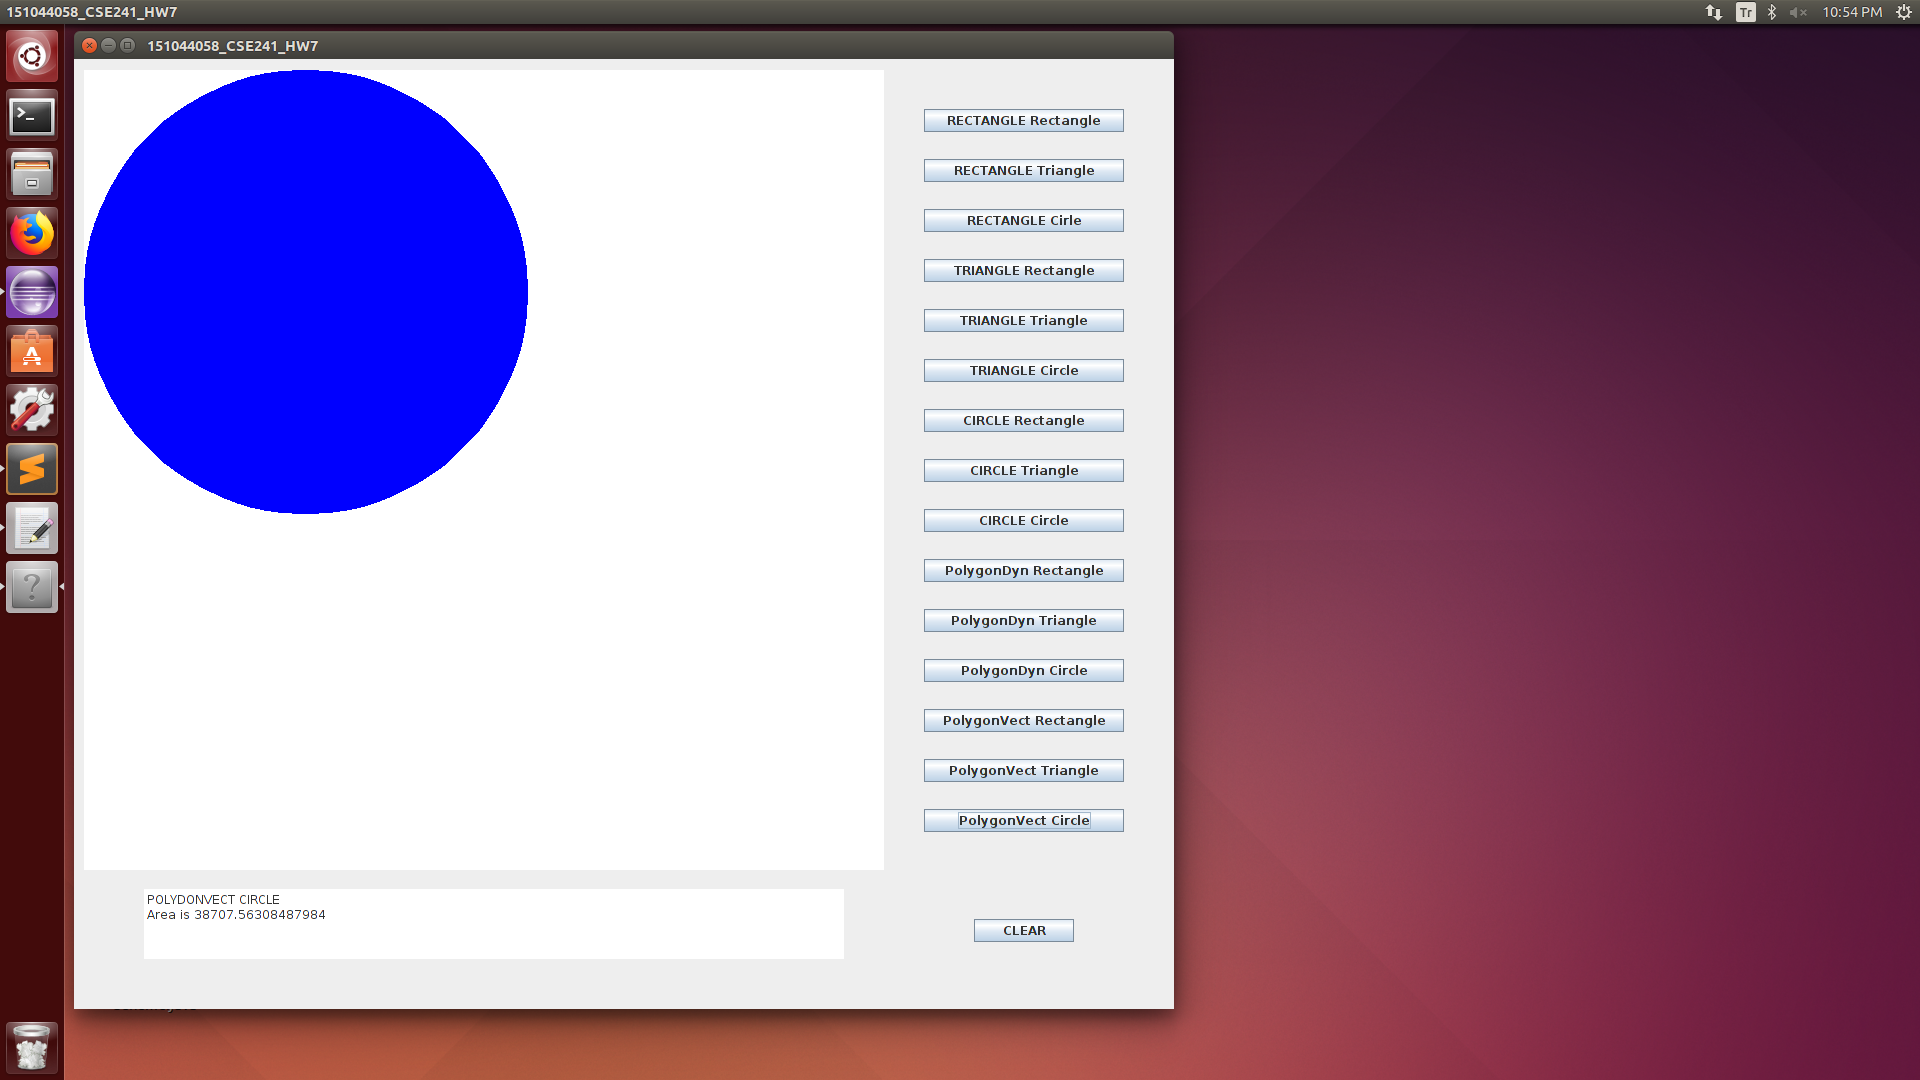 151044058_CSE241_HW7
Tr
10:54 PM
151044058_CSE241_HW7
RECTANGLE Rectangle
RECTANGLE Triangle
RECTANGLE Cirle
TRIANGLE Rectangle
TRIANGLE Triangle
TRIANGLE Circle
CIRCLE Rectangle
CIRCLE Triangle
CIRCLE Circle
PolygonDyn Rectangle
PolygonDyn Triangle
PolygonDyn Circle
PolygonVect Rectangle
PolygonVect Triangle
PolygonVect Circle
POLYDONVECT CIRCLE
Area is 38707.56308487984
CLEAR